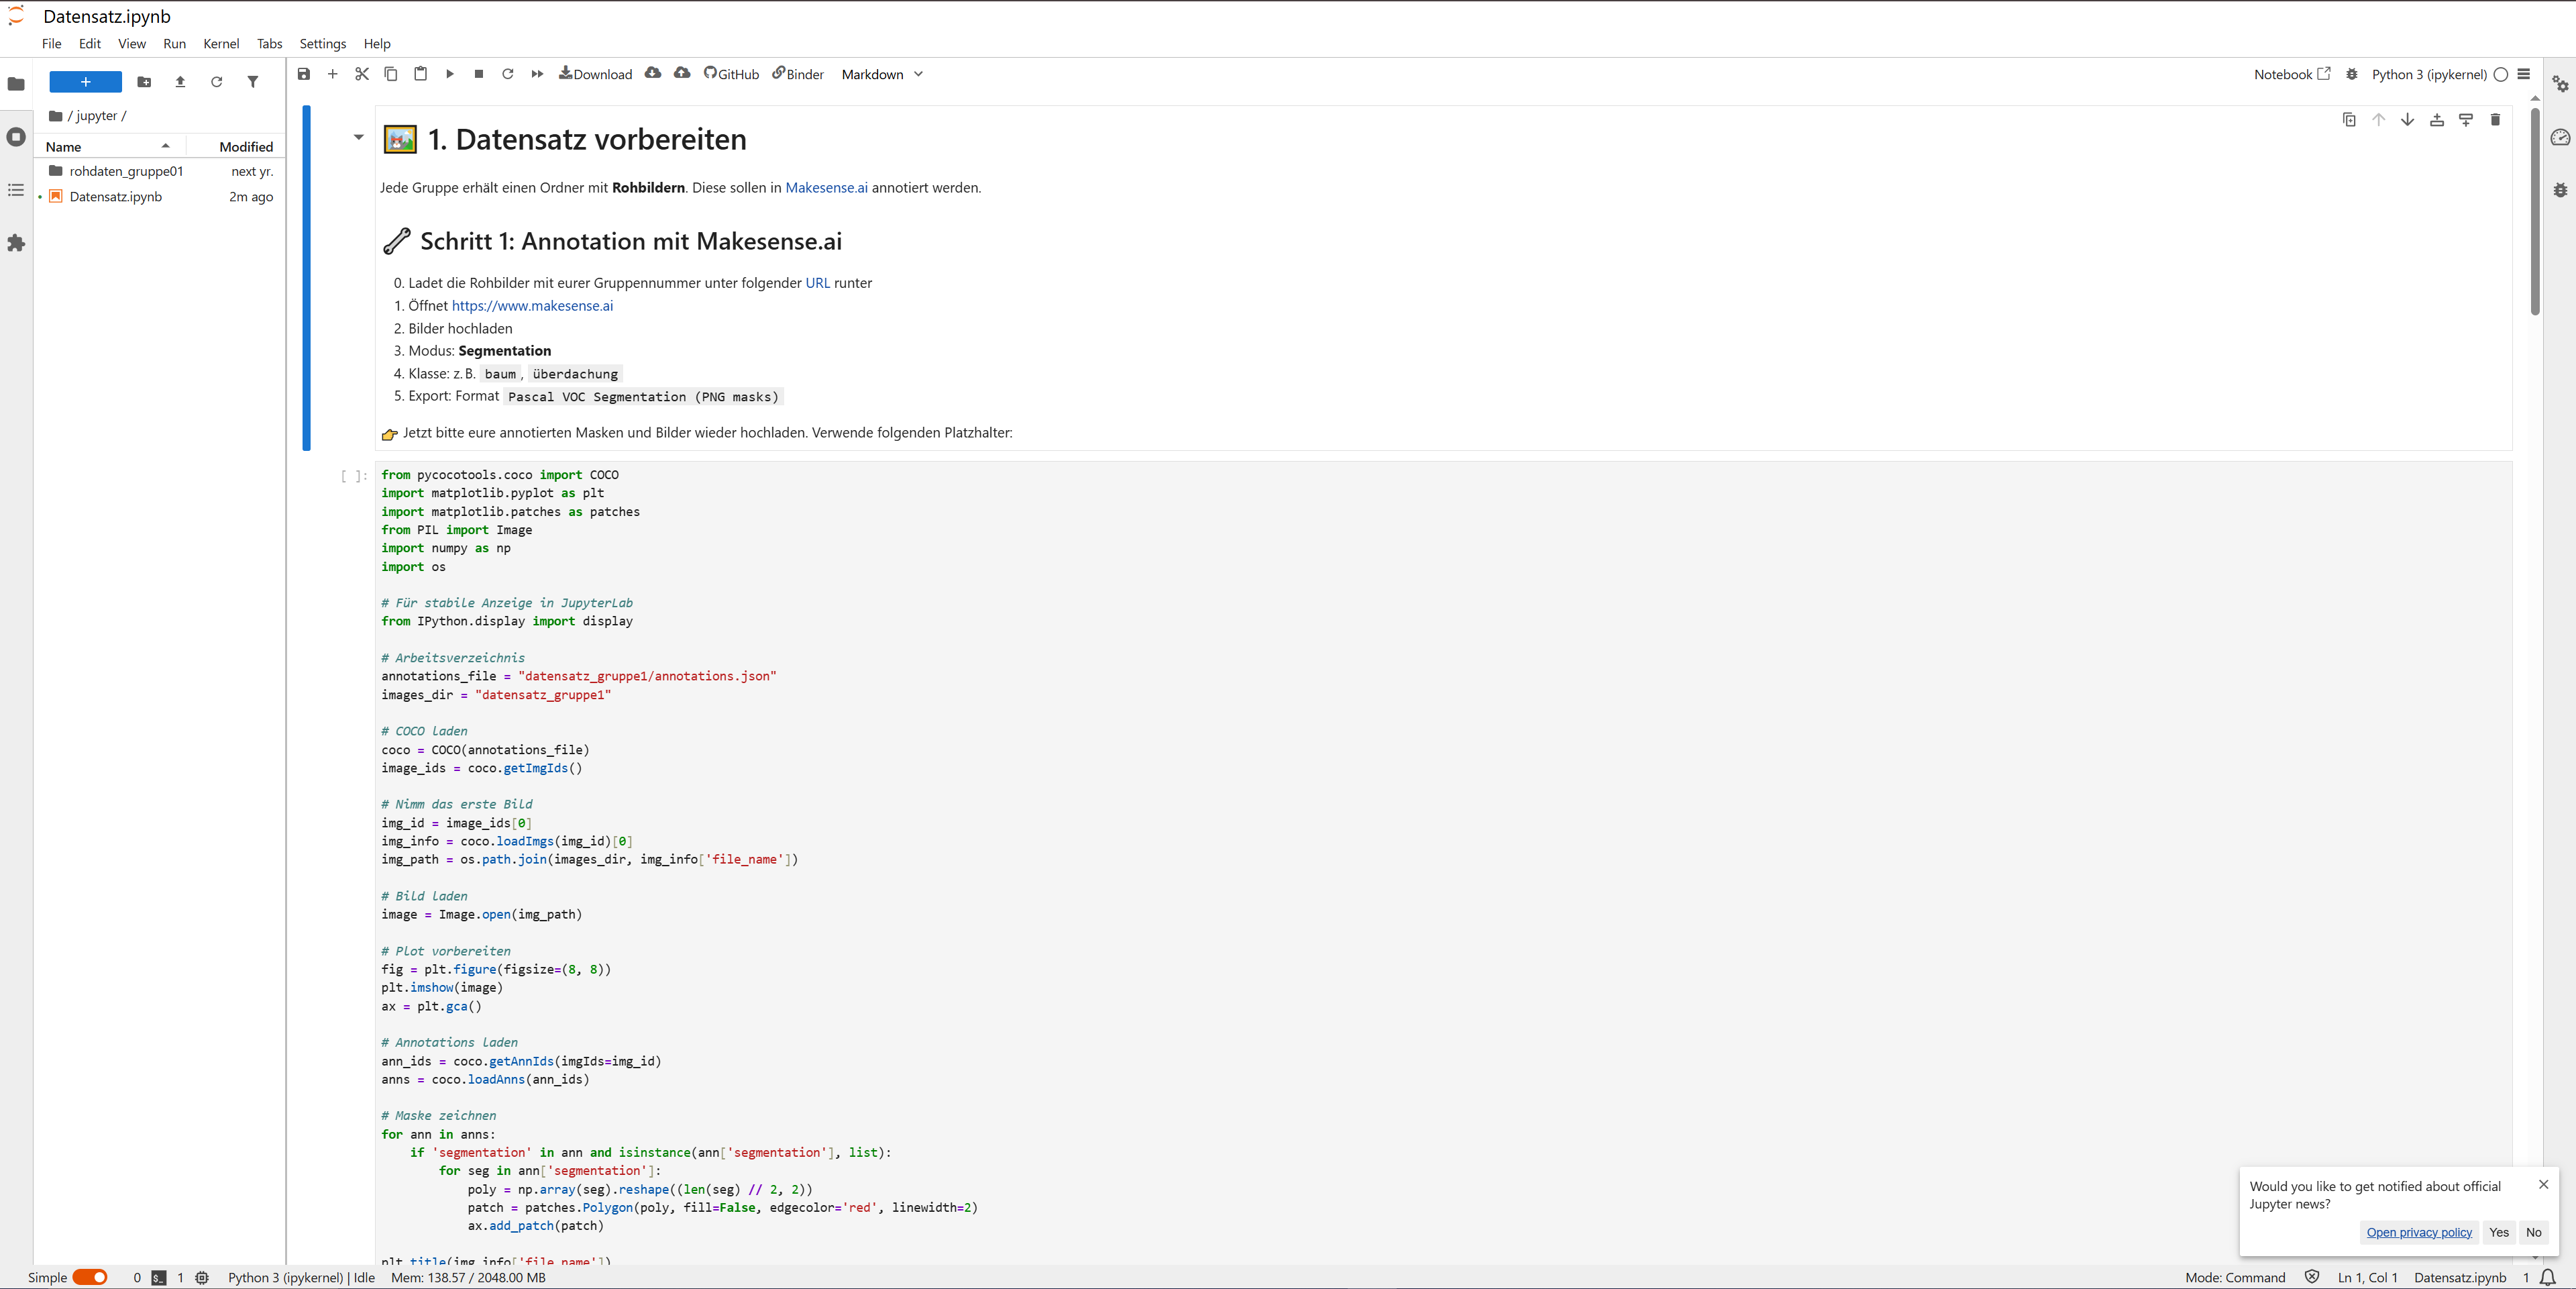 Datensatz.ipynb
File Edit View Run Kernel Tabs Settings Help
+
/ jupyter /
Name Modified
rohdaten_gruppe01 next yr.
Datensatz.ipynb 2m ago
Download GitHub Binder Markdown
Notebook Python 3 (ipykernel)
1. Datensatz vorbereiten
Jede Gruppe erhält einen Ordner mit Rohbildern. Diese sollen in Makesense.ai annotiert werden.
Schritt 1: Annotation mit Makesense.ai
0. Ladet die Rohbilder mit eurer Gruppennummer unter folgender URL runter
1. Öffnet https://www.makesense.ai
2. Bilder hochladen
3. Modus: Segmentation
4. Klasse: z. B. baum, überdachung
5. Export: Format Pascal VOC Segmentation (PNG masks)
👉 Jetzt bitte eure annotierten Masken und Bilder wieder hochladen. Verwende folgenden Platzhalter:
[ ]:
from pycocotools.coco import COCO
import matplotlib.pyplot as plt
import matplotlib.patches as patches
from PIL import Image
import numpy as np
import os
# Für stabile Anzeige in JupyterLab
from IPython.display import display
# Arbeitsverzeichnis
annotations_file = "datensatz_gruppe1/annotations.json"
images_dir = "datensatz_gruppe1"
# COCO laden
coco = COCO(annotations_file)
image_ids = coco.getImgIds()
# Nimm das erste Bild
img_id = image_ids[0]
img_info = coco.loadImgs(img_id)[0]
img_path = os.path.join(images_dir, img_info['file_name'])
# Bild laden
image = Image.open(img_path)
# Plot vorbereiten
fig = plt.figure(figsize=(8, 8))
plt.imshow(image)
ax = plt.gca()
# Annotations laden
ann_ids = coco.getAnnIds(imgIds=img_id)
anns = coco.loadAnns(ann_ids)
# Maske zeichnen
for ann in anns:
    if 'segmentation' in ann and isinstance(ann['segmentation'], list):
        for seg in ann['segmentation']:
            poly = np.array(seg).reshape((len(seg) // 2, 2))
            patch = patches.Polygon(poly, fill=False, edgecolor='red', linewidth=2)
            ax.add_patch(patch)
plt.title(img_info['file_name'])
Would you like to get notified about official
Jupyter news?
Open privacy policy Yes No
Simple 0 1 Python 3 (ipykernel) | Idle Mem: 138.57 / 2048.00 MB
Mode: Command Ln 1, Col 1 Datensatz.ipynb 1